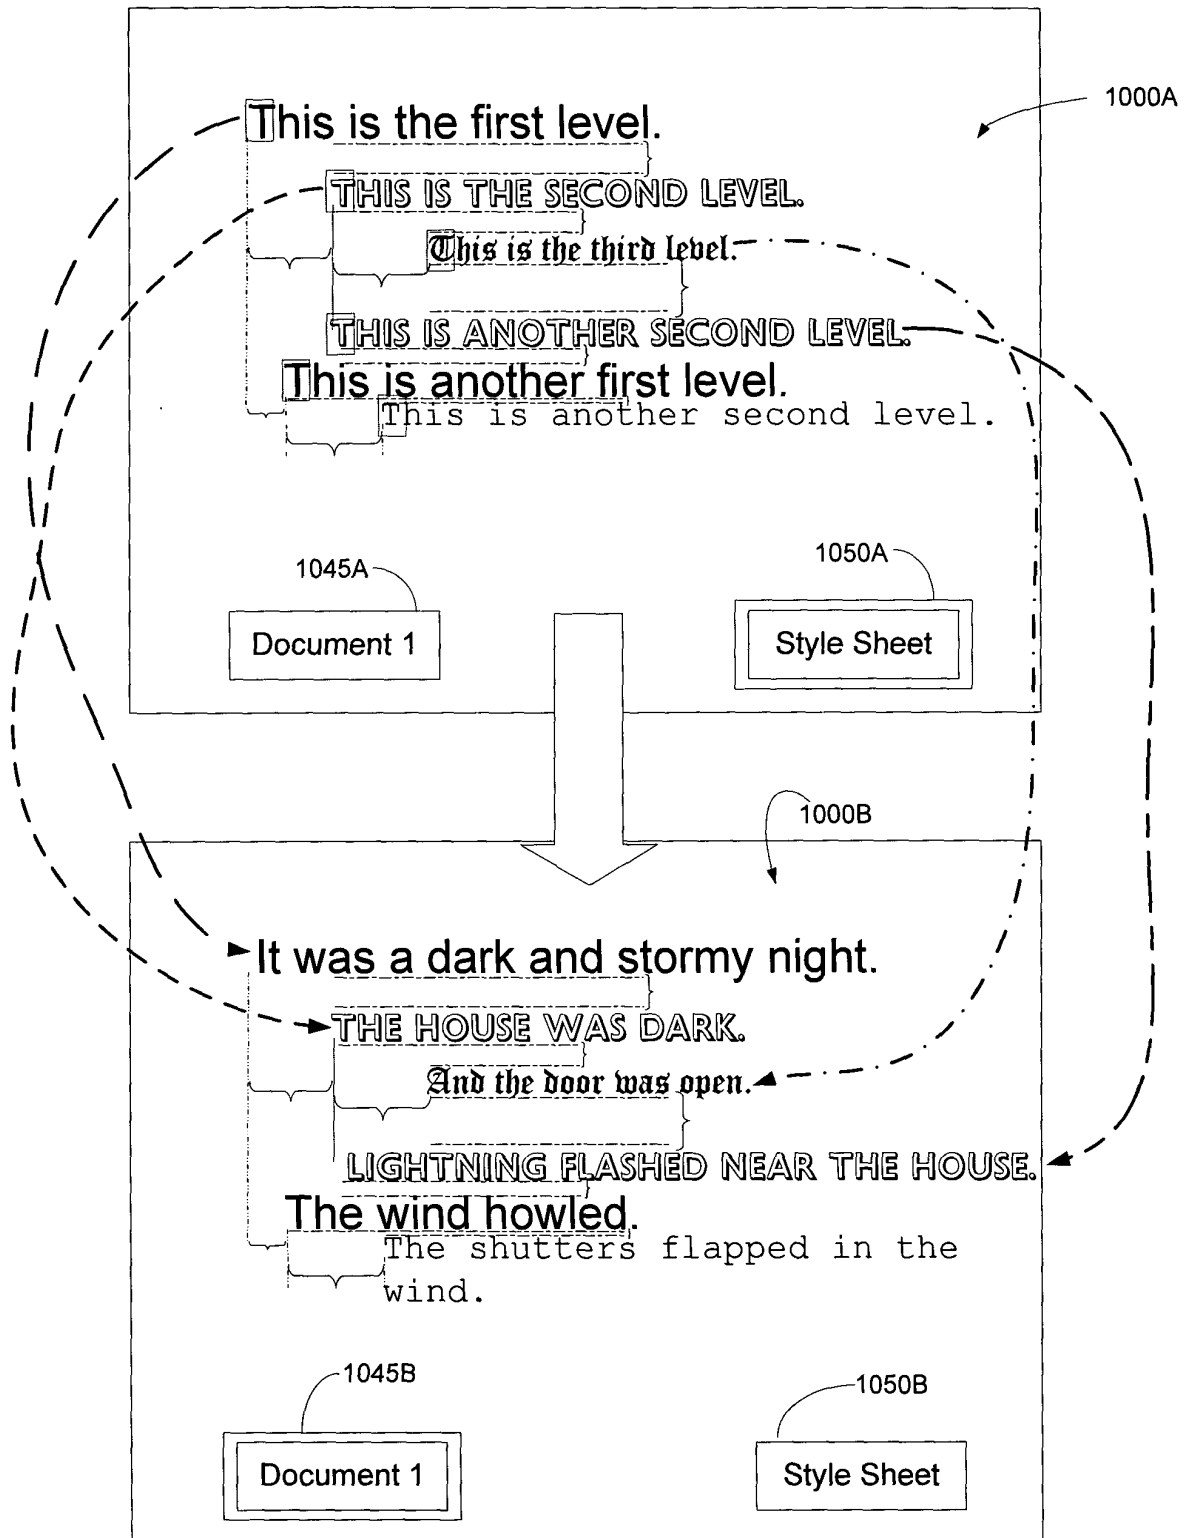 This is the first level.
1000A
THIS IS THE SECOND LEVEL.
This is the third level.
THIS IS ANOTHER SECOND LEVEL.
This is another first level.
This is another second level.
1045A
1050A
Document 1
Style Sheet
1000B
It was a dark and stormy night.
THE HOUSE WAS DARK.
And the door was open.
LIGHTNING FLASHED NEAR THE HOUSE.
The wind howled.
The shutters flapped in the
wind.
1045B
1050B
Document 1
Style Sheet